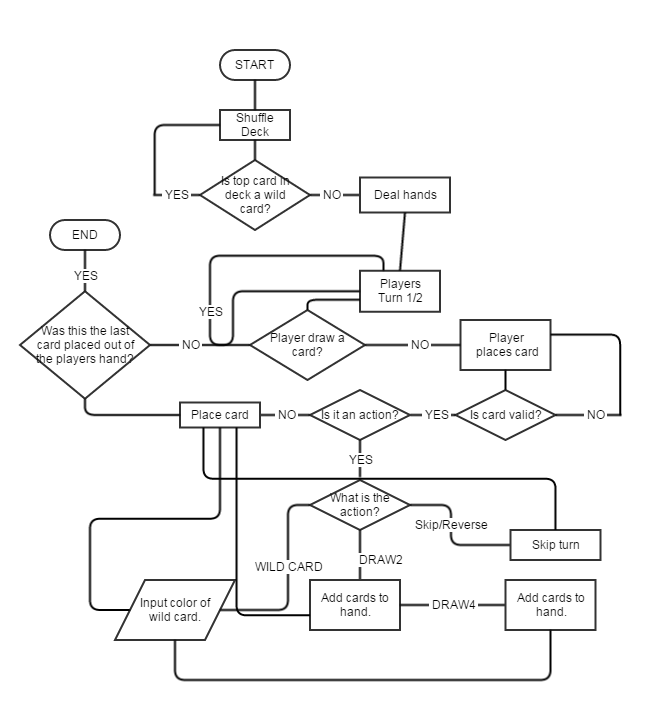 START
Shuffle
Deck
Is top card in
deck a wild
card?
YES
NO
Deal hands
END
YES
Players
Turn 1/2
YES
Was this the last
card placed out of
the players hand?
NO
Player draw a
card?
NO
Player
places card
Place card
NO
Is it an action?
YES
Is card valid?
NO
YES
What is the
action?
Skip/Reverse
Skip turn
WILD CARD
DRAW2
Input color of
wild card.
Add cards to
hand.
DRAW4
Add cards to
hand.